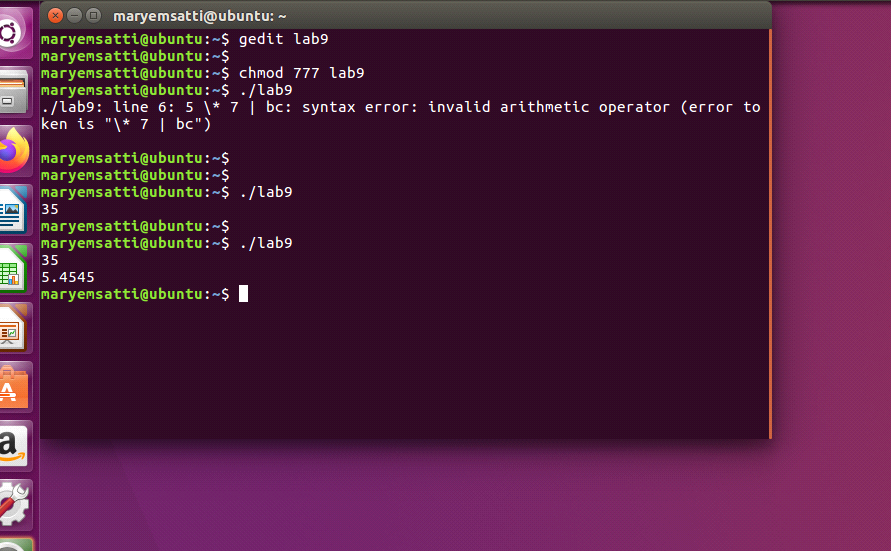 maryemsatti@ubuntu: ~
maryemsatti@ubuntu:~$ gedit lab9
maryemsatti@ubuntu:~$
maryemsatti@ubuntu:~$ chmod 777 lab9
maryemsatti@ubuntu:~$ ./lab9
./lab9: line 6: 5 \* 7 | bc: syntax error: invalid arithmetic operator (error to
ken is "\* 7 | bc")
maryemsatti@ubuntu:~$
maryemsatti@ubuntu:~$
maryemsatti@ubuntu:~$ ./lab9
35
maryemsatti@ubuntu:~$
maryemsatti@ubuntu:~$ ./lab9
35
5.4545
maryemsatti@ubuntu:~$